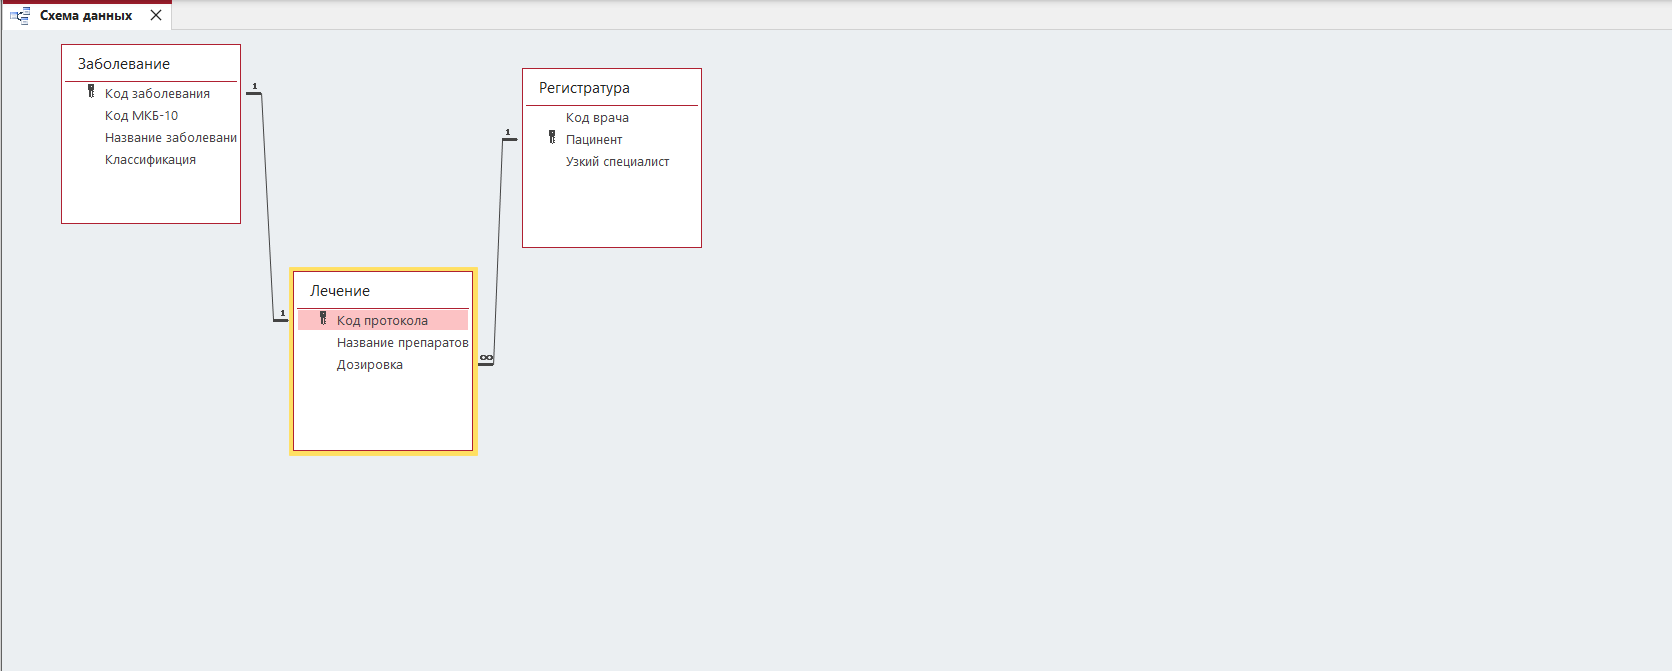 Схема данных
Заболевание
1
Код заболевания
Код МКБ-10
Название заболевани
Классификация
Регистратура
Код врача
1
Пацинент
Узкий специалист
Лечение
1
Код протокола
Название препаратов
∞
Дозировка